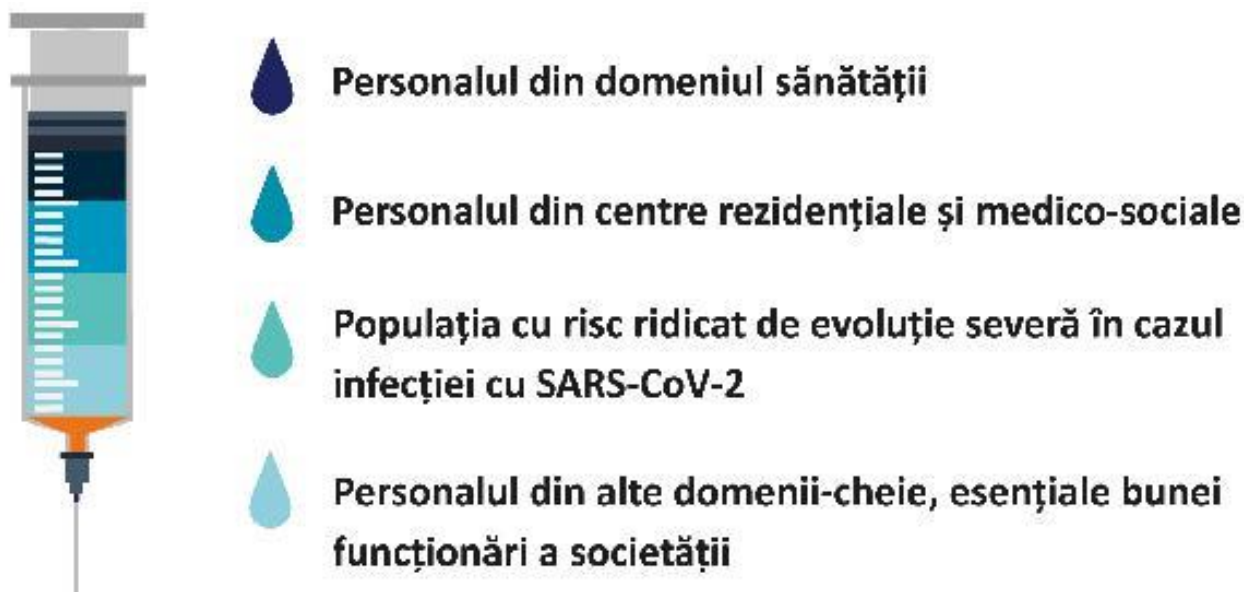 Personalul din domeniul sănătății
Personalul din centre rezidențiale și medico-sociale
Populația cu risc ridicat de evoluție severă în cazul
infecției cu SARS-CoV-2
Personalul din alte domenii-cheie, esențiale bunei
funcționări a societății